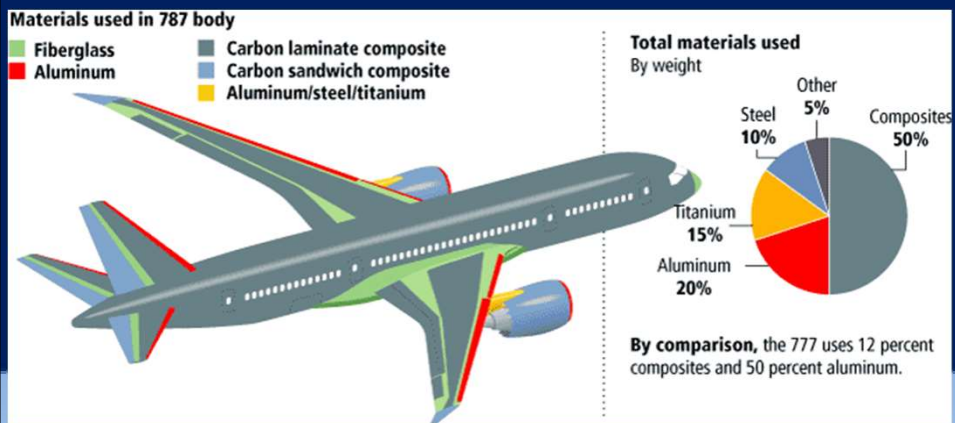 Materials used in 787 body
Fiberglass
Aluminum
Carbon laminate composite
Carbon sandwich composite
Aluminum/steel/titanium
Total materials used
By weight
Other
5%
Steel
10%
Composites
50%
Titanium
15%
Aluminum
20%
By comparison, the 777 uses 12 percent
composites and 50 percent aluminum.